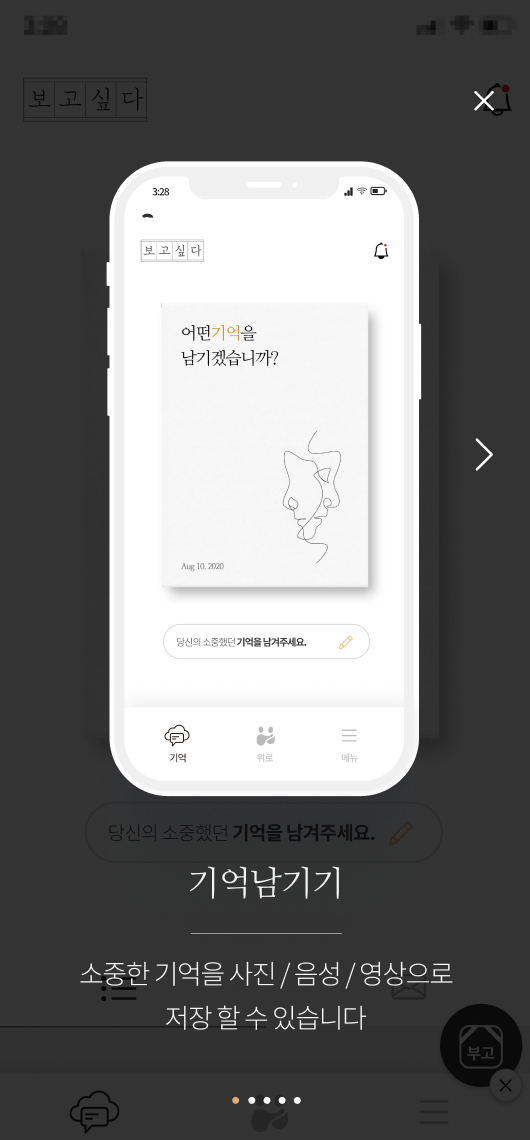 보고싶다
3:28
보고싶다
어떤기억을
남기겠습니까?
Aug 10, 2020
당신의 소중했던 기억을 남겨주세요.
기억
위로
메뉴
당신의 소중했던 기억을 남겨주세요.
기억남기기
소중한 기억을 사진 / 음성 / 영상으로
저장 할 수 있습니다
부고